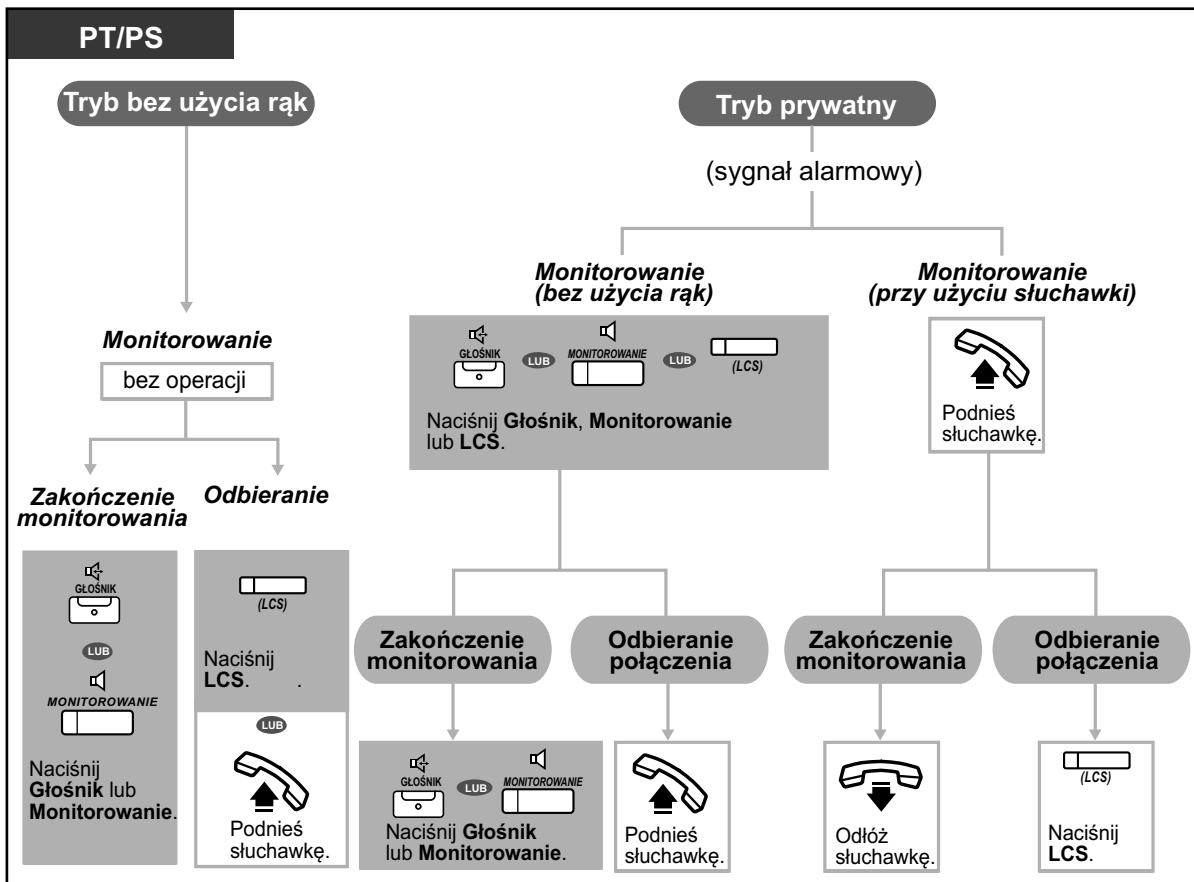 PT/PS
Tryb bez użycia rąk
Monitorowanie
bez operacji
Zakończenie
monitorowania
GŁOŚNIK
LUB
MONITOROWANIE
Naciśnij
Głośnik lub
Monitorowanie.
Odbieranie
(LCS)
Naciśnij
LCS. .
LUB
Podnieś
słuchawkę.
Tryb prywatny
(sygnał alarmowy)
Monitorowanie
(bez użycia rąk)
GŁOŚNIK LUB MONITOROWANIE LUB (LCS)
Naciśnij Głośnik, Monitorowanie
lub LCS.
Zakończenie
monitorowania
GŁOŚNIK LUB MONITOROWANIE
Naciśnij Głośnik
lub Monitorowanie.
Odbieranie
połączenia
Podnieś
słuchawkę.
Monitorowanie
(przy użyciu słuchawki)
Podnieś
słuchawkę.
Zakończenie
monitorowania
Odłóż
słuchawkę.
Odbieranie
połączenia
(LCS)
Naciśnij
LCS.